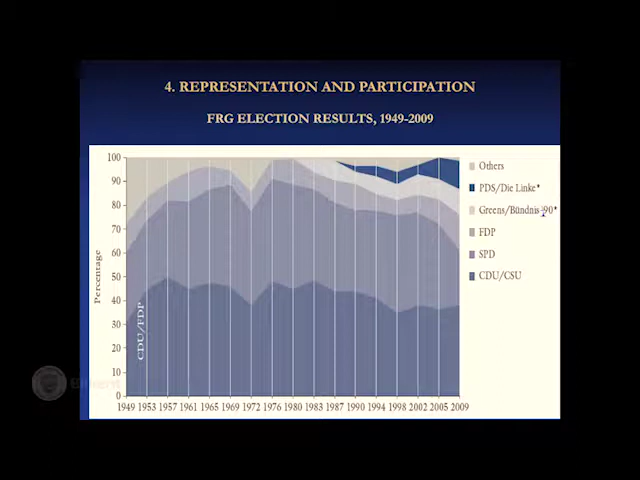 4. REPRESENTATION AND PARTICIPATION
FRG ELECTION RESULTS, 1949-2009
Percentage
100
90
80
70
60
50
40
30
20
10
0
CDU/FDP
1949 1953 1957 1961 1965 1969 1972 1976 1980 1983 1987 1990 1994 1998 2002 2005 2009
Others
PDS/Die Linke*
Greens/Bündnis '90*
FDP
SPD
CDU/CSU